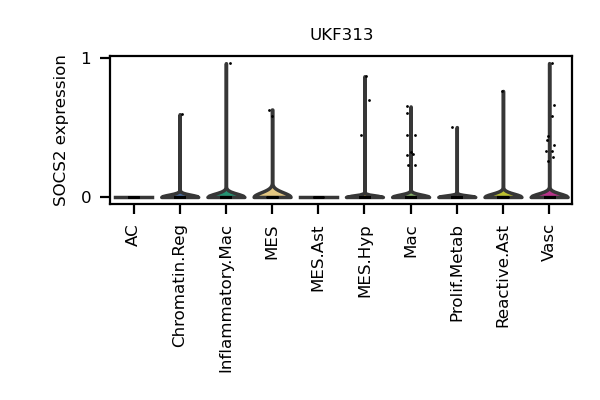 UKF313
SOCS2 expression
1
0
AC
Chromatin.Reg
Inflammatory.Mac
MES
MES.Ast
MES.Hyp
Mac
Prolif.Metab
Reactive.Ast
Vasc